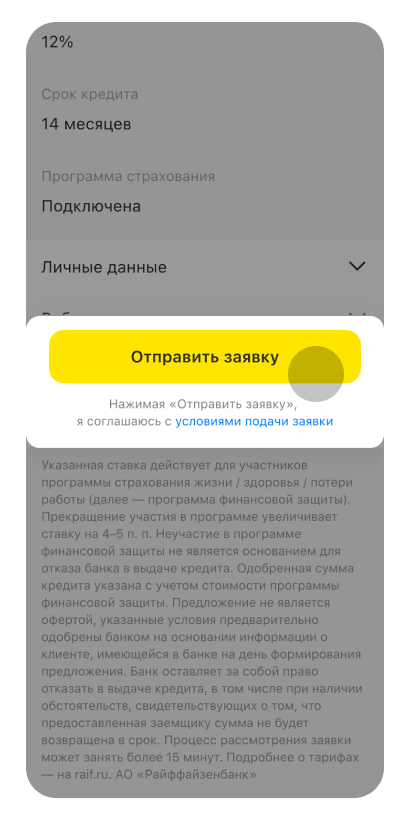 12%
Срок кредита
14 месяцев
Программа страхования
Подключена
Личные данные
Отправить заявку
Нажимая «Отправить заявку»,
я соглашаюсь с условиями подачи заявки
Указанная ставка действует для участников
программы страхования жизни / здоровья / потери
работы (далее — программа финансовой защиты).
Прекращение участия в программе увеличивает
ставку на 4–5 п. п. Неучастие в программе
финансовой защиты не является основанием для
отказа банка в выдаче кредита. Одобренная сумма
кредита указана с учетом стоимости программы
финансовой защиты. Предложение не является
офертой, указанные условия предварительно
одобрены банком на основании информации о
клиенте, имеющейся в банке на день формирования
предложения. Банк оставляет за собой право
отказать в выдаче кредита, в том числе при наличии
обстоятельств, свидетельствующих о том, что
предоставленная заемщику сумма не будет
возвращена в срок. Процесс рассмотрения заявки
может занять более 15 минут. Подробнее о тарифах
— на raif.ru. АО «Райффайзенбанк»